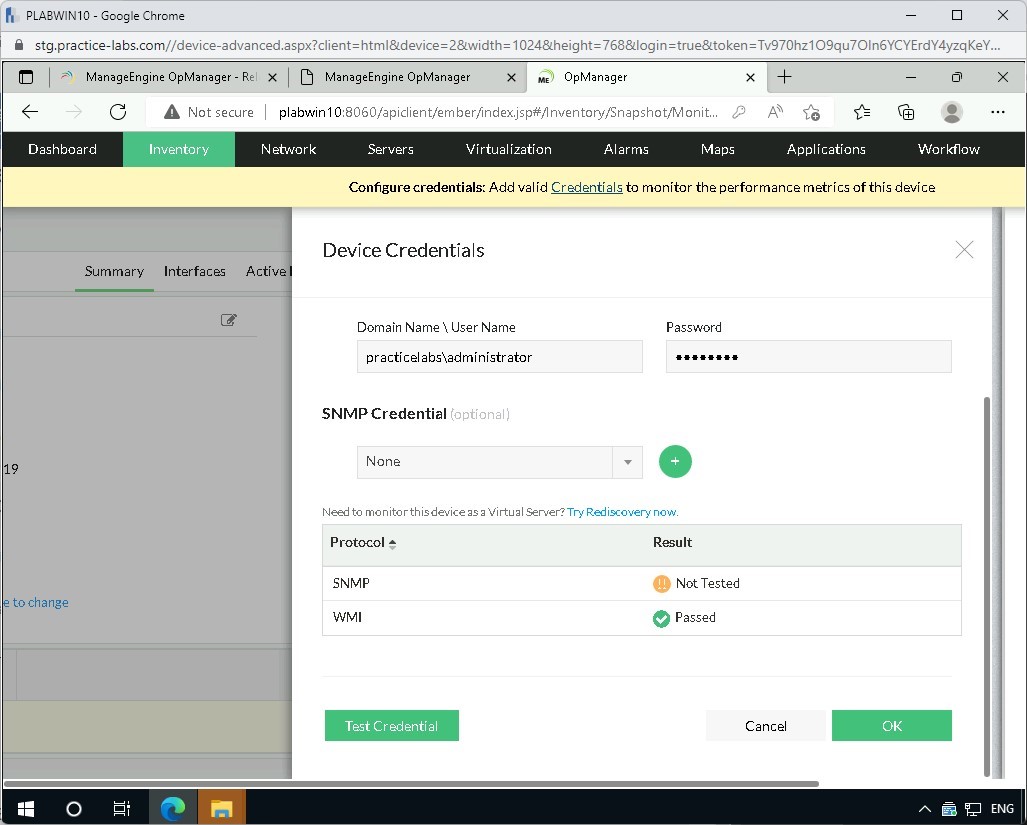 PLABWIN10 - Google Chrome
stg.practice-labs.com//device-advanced.aspx?client=html&device=2&width=1024&height=768&login=true&token=Tv970hz1O9qu7OIn6YCYErdY4yzqKeY...
ManageEngine OpManager - Rel
ManageEngine OpManager
ME
OpManager
Not secure
plabwin10:8060/apiclient/ember/index.jsp#/Inventory/Snapshot/Monit...
Dashboard Inventory Network Servers Virtualization Alarms Maps Applications Workflow
Configure credentials: Add valid Credentials to monitor the performance metrics of this device
Device Credentials
Summary Interfaces Active
Domain Name \ User Name Password
practicelabs\administrator ••••••••
SNMP Credential (optional)
None +
19
Need to monitor this device as a Virtual Server? Try Rediscovery now.
Protocol Result
SNMP Not Tested
e to change
WMI Passed
Test Credential Cancel OK
ENG